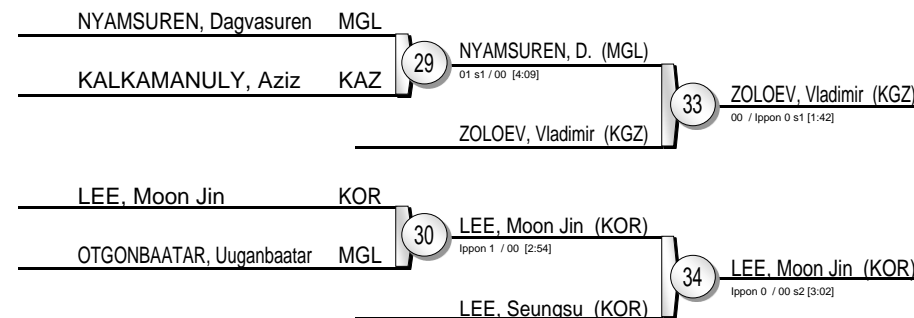 NYAMSUREN, Dagvasuren MGL
KALKAMANULY, Aziz KAZ
29
NYAMSUREN, D. (MGL)
01 s1 / 00 [4:09]
ZOLOEV, Vladimir (KGZ)
33
ZOLOEV, Vladimir (KGZ)
00 / Ippon 0 s1 [1:42]
LEE, Moon Jin KOR
OTGONBAATAR, Uuganbaatar MGL
30
LEE, Moon Jin (KOR)
Ippon 1 / 00 [2:54]
LEE, Seungsu (KOR)
34
LEE, Moon Jin (KOR)
Ippon 0 / 00 s2 [3:02]